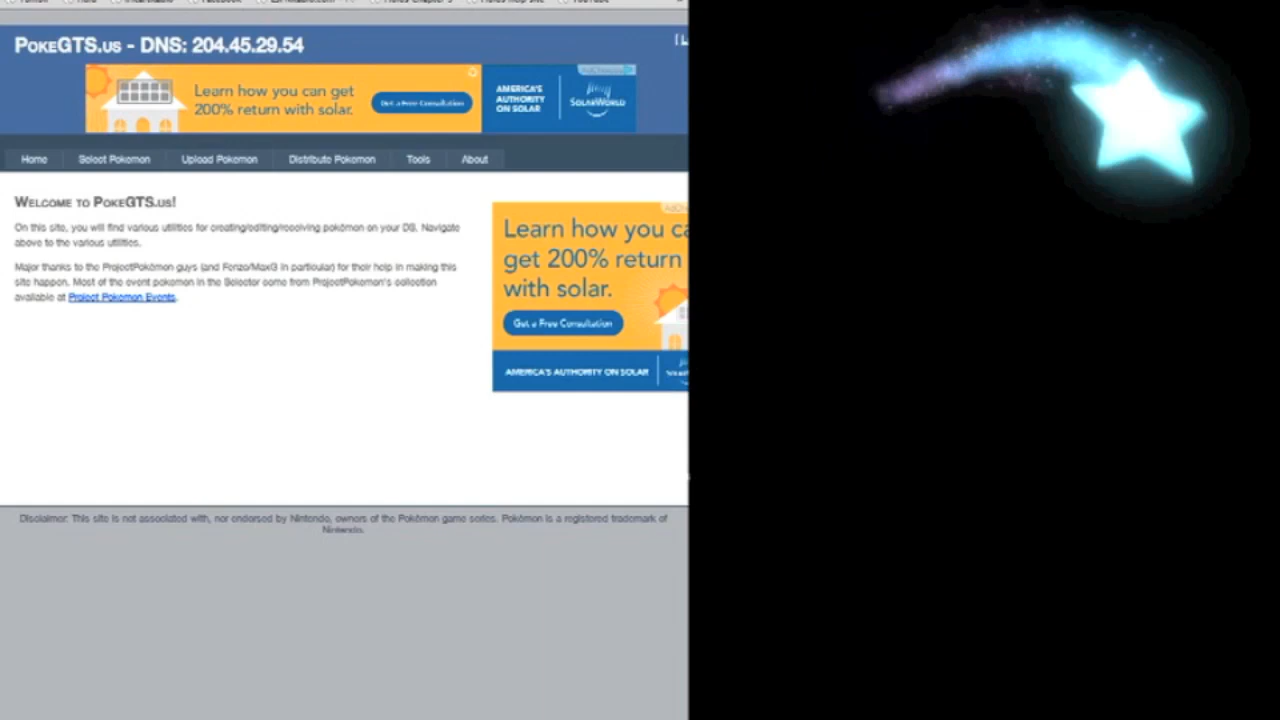 PokeGTS.us - DNS: 204.45.29.54
Learn how you can get
200% return with solar.
Get a Free Consultation
AMERICA'S
AUTHORITY
ON SOLAR
SOLARWORLD
Home Select Pokemon Upload Pokemon Distribute Pokemon Tools About
Welcome to PokeGTS.us!
On this site, you will find various utilities for creating/editing/receiving pokémon on your DS. Navigate
above to the various utilities.
Major thanks to the ProjectPokémon guys (and Fenzo/MaxG in particular) for their help in making this
site happen. Most of the event pokemon in the Selector come from ProjectPokemon's collection
available at Project Pokemon Events.
Learn how you ca
get 200% return
with solar.
Get a Free Consultation
AMERICA'S AUTHORITY ON SOLAR
Disclaimer: This site is not associated with, nor endorsed by Nintendo, owners of the Pokémon game series. Pokémon is a registered trademark of
Nintendo.